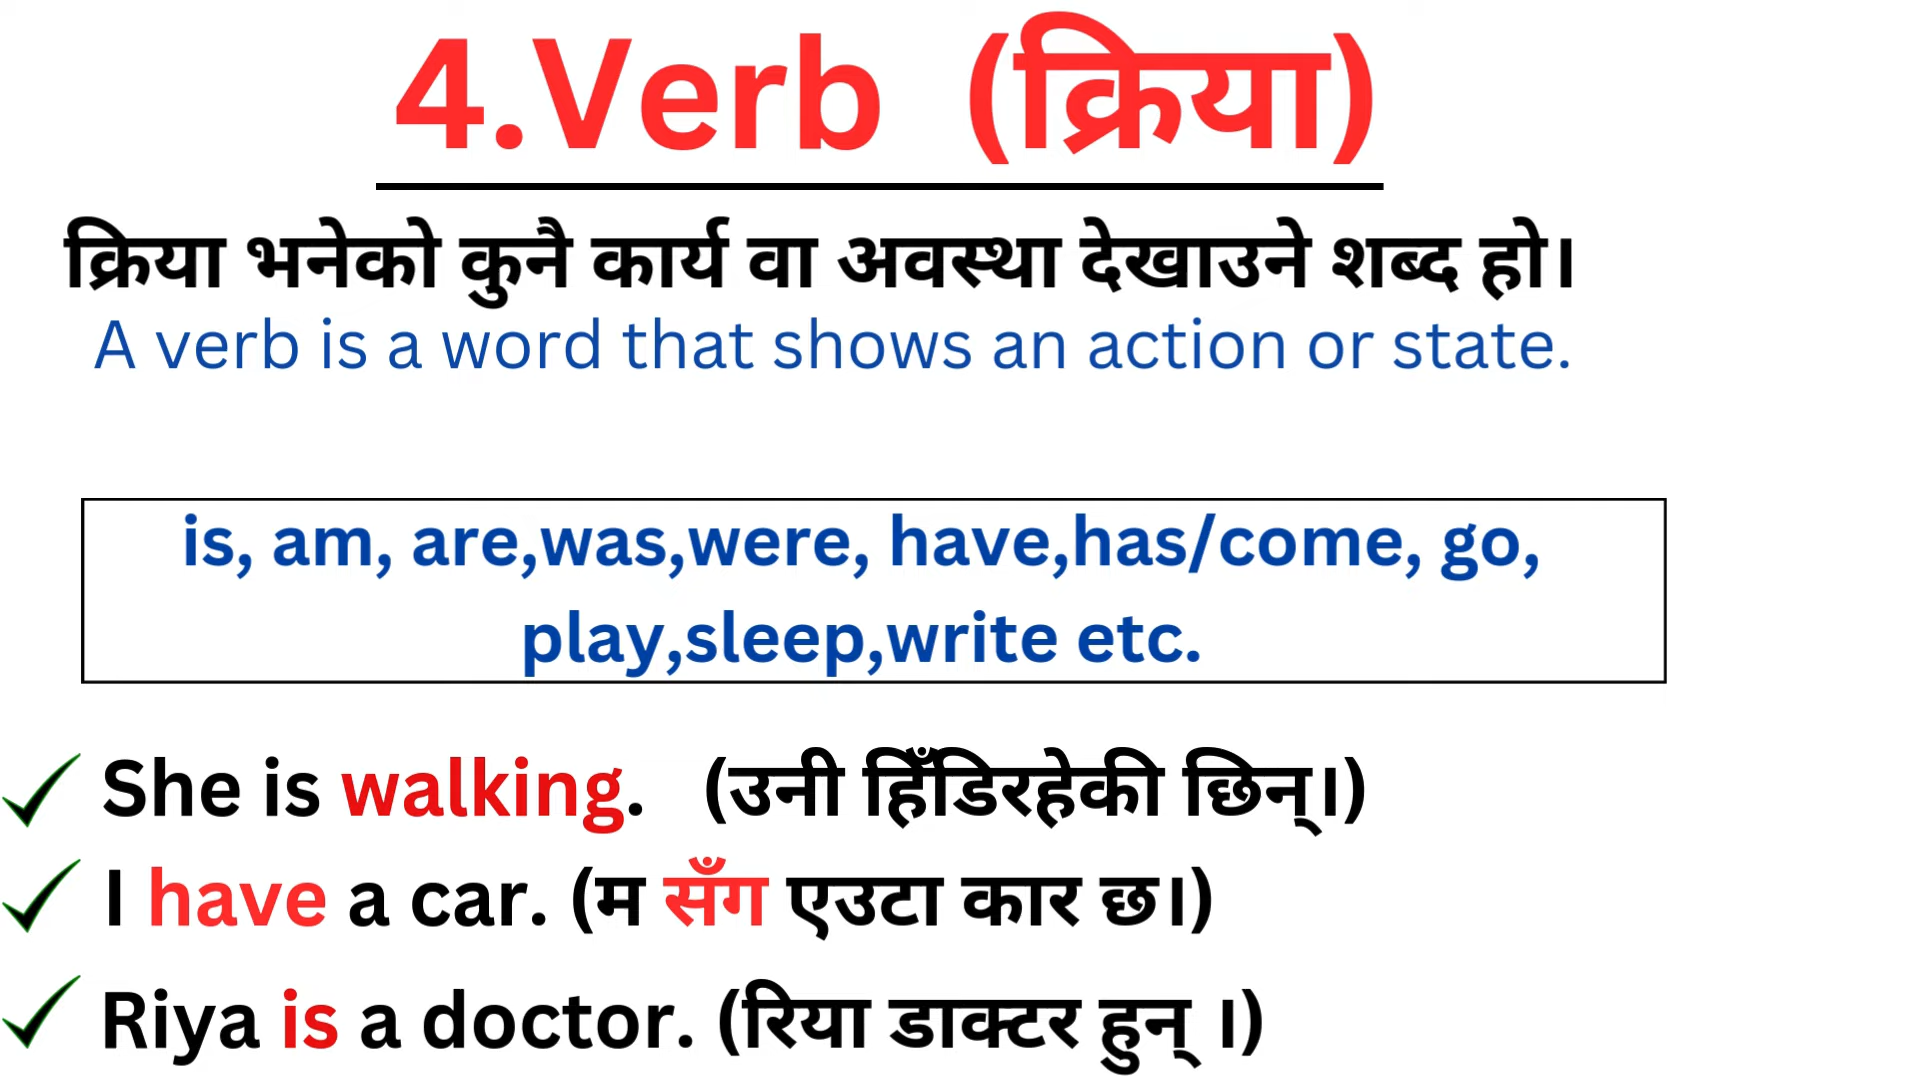 4.Verb (क्रिया)
क्रिया भनेको कुनै कार्य वा अवस्था देखाउने शब्द हो।
A verb is a word that shows an action or state.
is, am, are,was,were, have,has/come, go,
play,sleep,write etc.
She is walking. (उनी हिँडिरहेकी छिन्।)
I have a car. (म सँग एउटा कार छ।)
Riya is a doctor. (रिया डाक्टर हुन् ।)